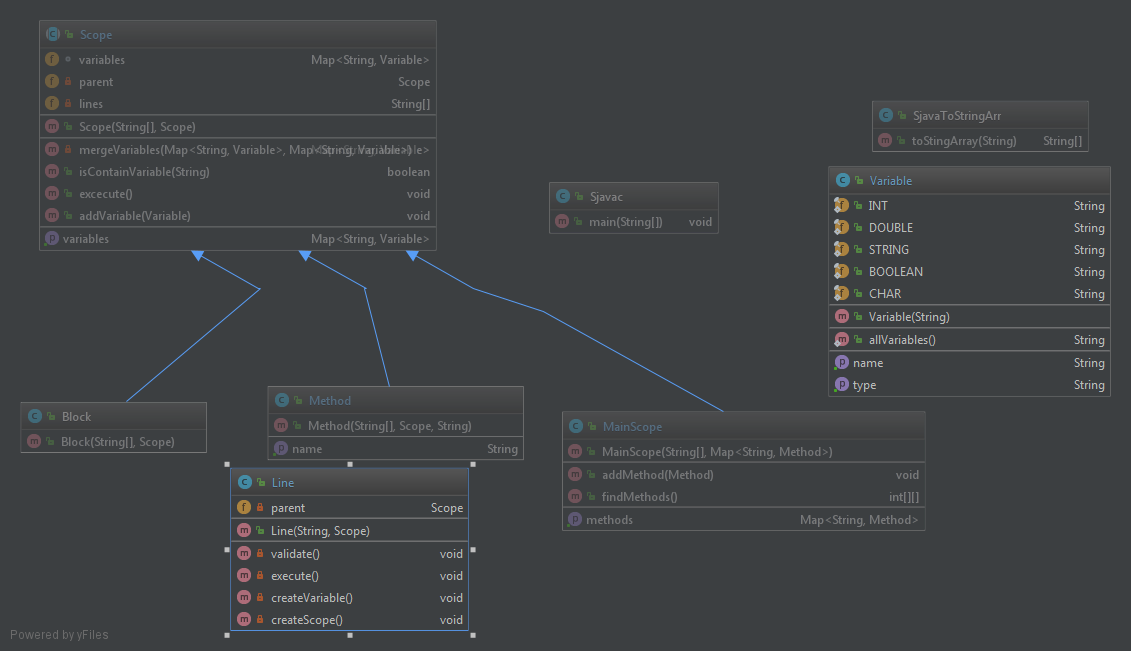 Scope
variables Map<String, Variable>
parent Scope
lines String[]
Scope(String[], Scope)
mergeVariables(Map<String, Variable>, Map<String, Variable>)
isContainVariable(String) boolean
excecute() void
addVariable(Variable) void
variables Map<String, Variable>
Sjavac
main(String[]) void
SjavaToStringArr
toStingArray(String) String[]
Variable
INT String
DOUBLE String
STRING String
BOOLEAN String
CHAR String
Variable(String)
allVariables() String
name String
type String
Block
Block(String[], Scope)
Method
Method(String[], Scope, String)
name String
Line
parent Scope
Line(String, Scope)
validate() void
execute() void
createVariable() void
createScope() void
MainScope
MainScope(String[], Map<String, Method>)
addMethod(Method) void
findMethods() int[][]
methods Map<String, Method>
Powered by yFiles